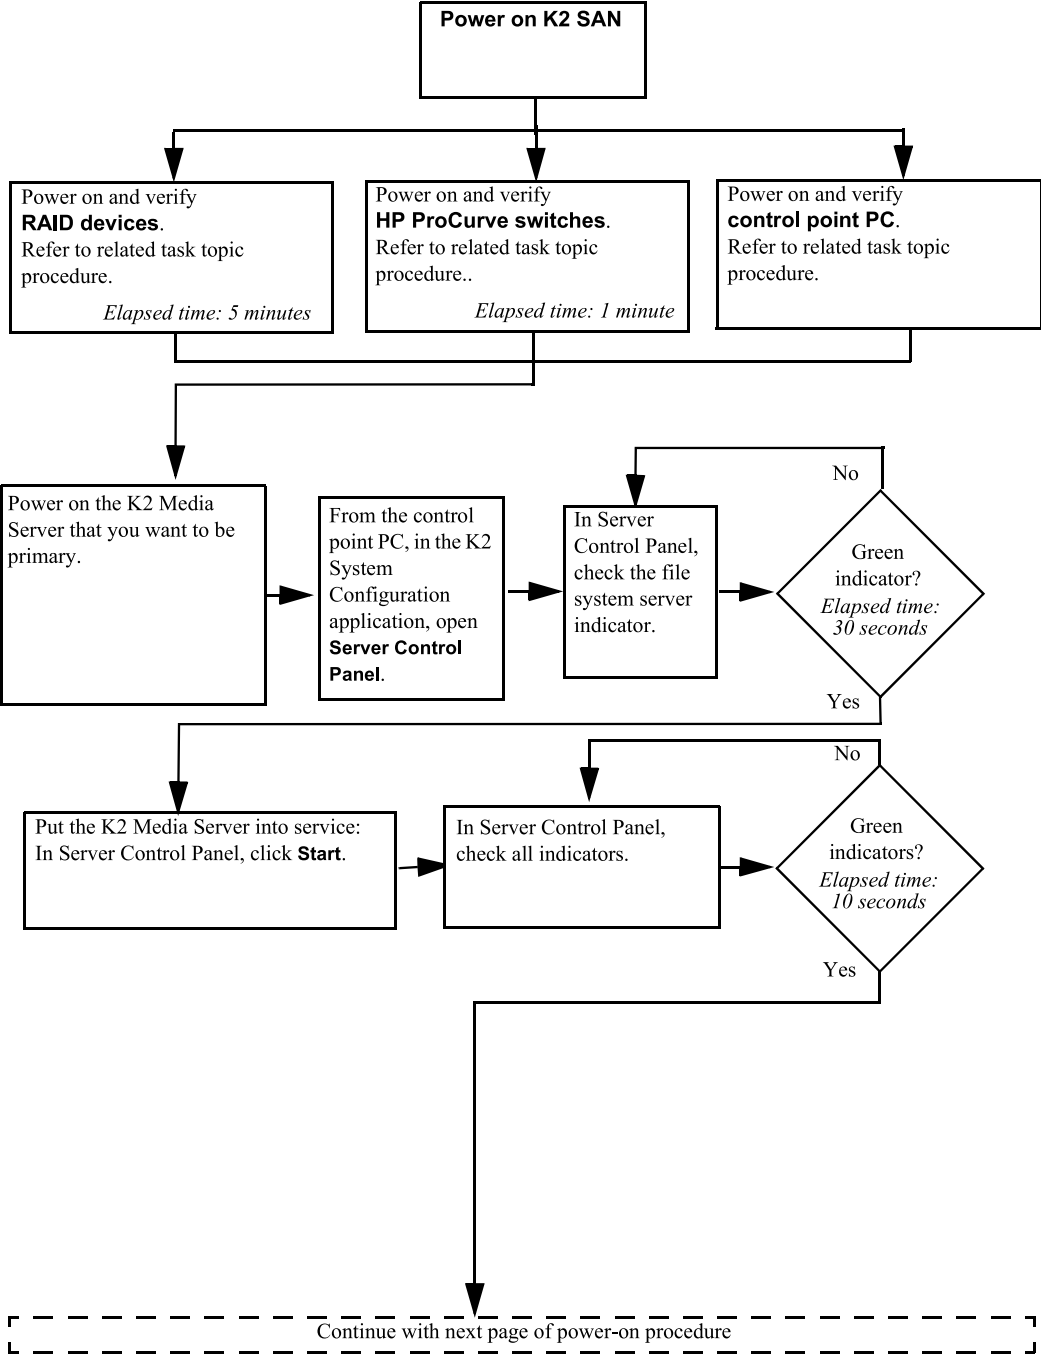 Power on K2 SAN
Power on and verify
RAID devices.
Refer to related task topic
procedure.
Elapsed time: 5 minutes
Power on and verify
HP ProCurve switches.
Refer to related task topic
procedure..
Elapsed time: 1 minute
Power on and verify
control point PC.
Refer to related task topic
procedure.
Power on the K2 Media
Server that you want to be
primary.
From the control
point PC, in the K2
System
Configuration
application, open
Server Control
Panel.
In Server
Control Panel,
check the file
system server
indicator.
No
Green
indicator?
Elapsed time:
30 seconds
Yes
Put the K2 Media Server into service:
In Server Control Panel, click Start.
In Server Control Panel,
check all indicators.
No
Green
indicators?
Elapsed time:
10 seconds
Yes
Continue with next page of power-on procedure